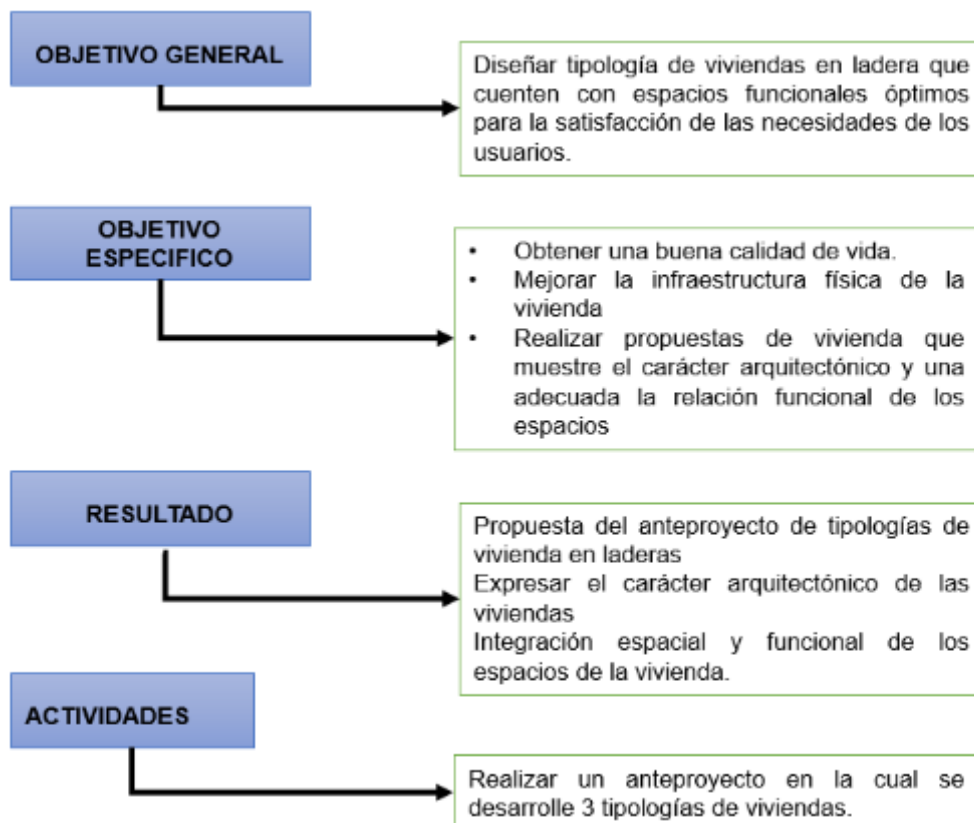 OBJETIVO GENERAL
Diseñar tipología de viviendas en ladera que
cuenten con espacios funcionales óptimos
para la satisfacción de las necesidades de los
usuarios.
OBJETIVO
ESPECIFICO
• Obtener una buena calidad de vida.
• Mejorar la infraestructura física de la
vivienda
• Realizar propuestas de vivienda que
muestre el carácter arquitectónico y una
adecuada la relación funcional de los
espacios
RESULTADO
Propuesta del anteproyecto de tipologías de
vivienda en laderas
Expresar el carácter arquitectónico de las
viviendas
Integración espacial y funcional de los
espacios de la vivienda.
ACTIVIDADES
Realizar un anteproyecto en la cual se
desarrolle 3 tipologías de viviendas.